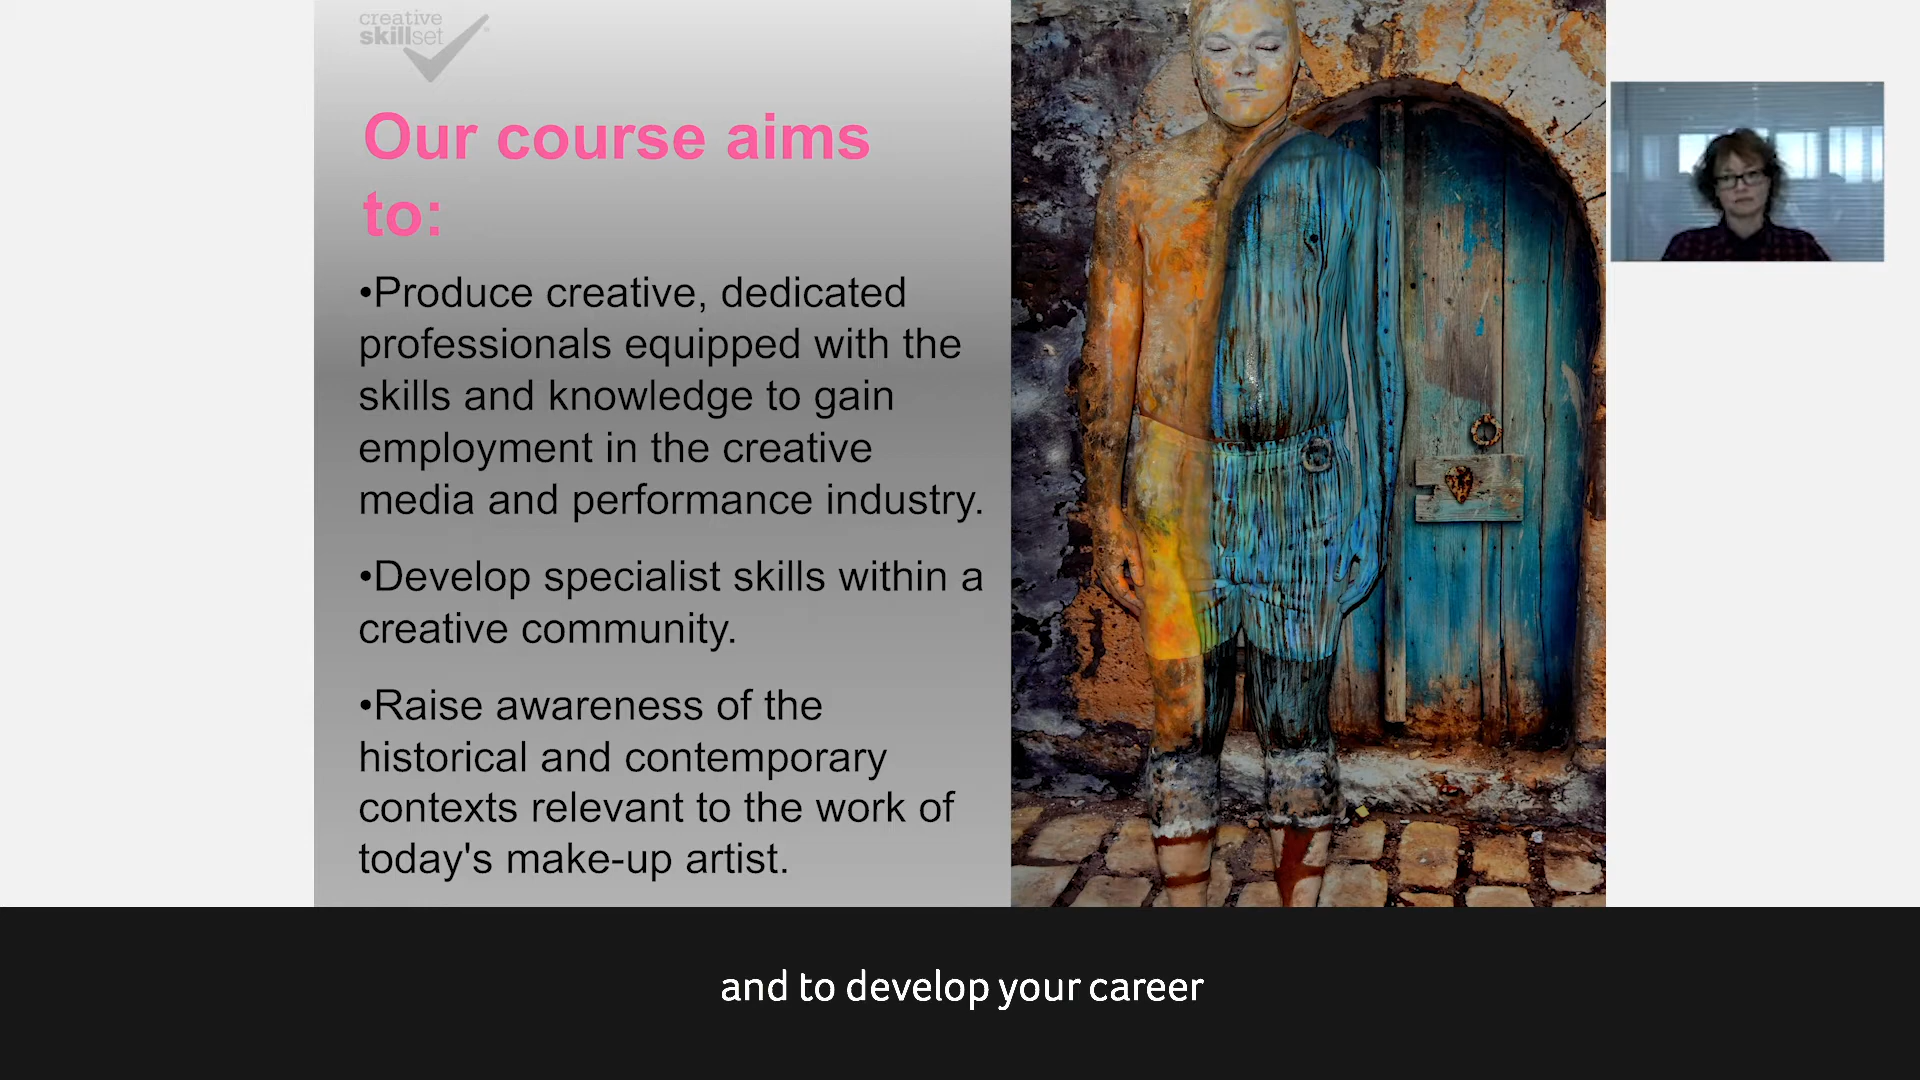 creative
skillset
Our course aims
to:
•Produce creative, dedicated
professionals equipped with the
skills and knowledge to gain
employment in the creative
media and performance industry.
•Develop specialist skills within a
creative community.
•Raise awareness of the
historical and contemporary
contexts relevant to the work of
today's make-up artist.
and to develop your career